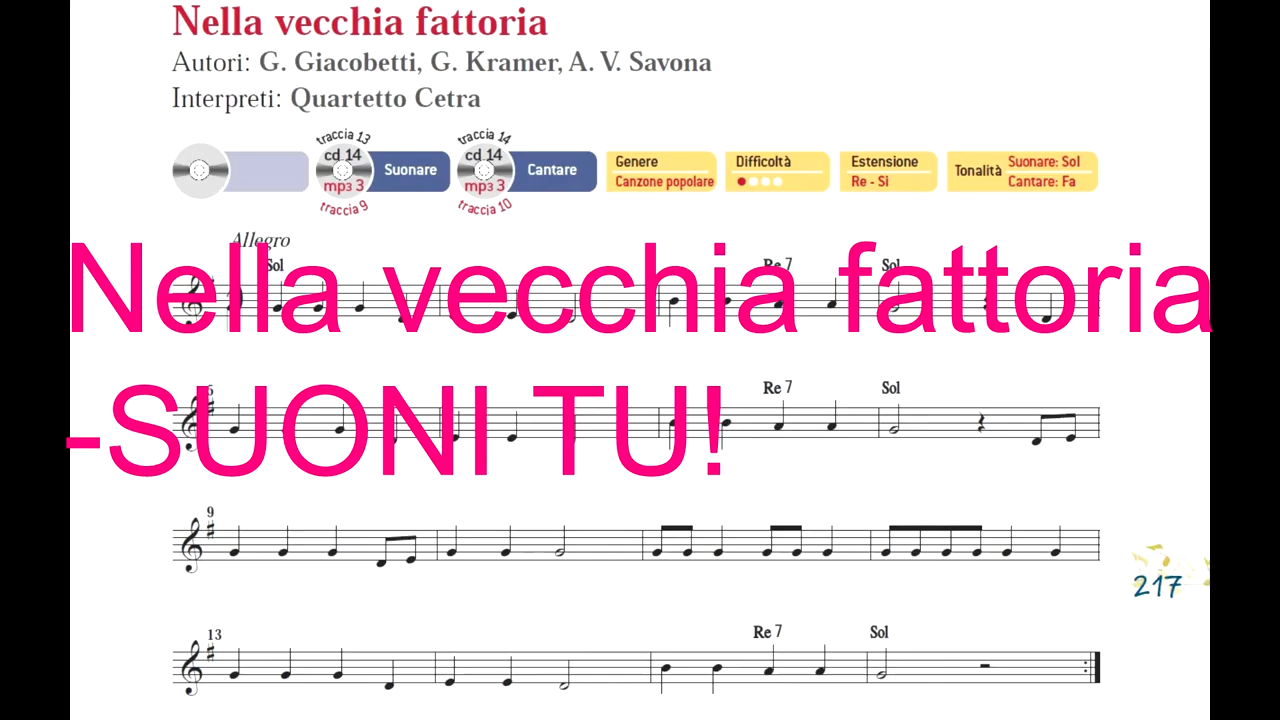 Nella vecchia fattoria
Autori: G. Giacobetti, G. Kramer, A. V. Savona
Interpreti: Quartetto Cetra
traccia 13
cd 14
mp3 3
traccia 9
Suonare
traccia 14
cd 14
mp3 3
traccia 10
Cantare
Genere
Canzone popolare
Difficoltà
Estensione
Re - Si
Tonalità
Suonare: Sol
Cantare: Fa
Allegro
Sol Re 7 Sol
Nella vecchia fattoria
5 Re 7 Sol
-SUONI TU!
9
217
13 Re 7 Sol